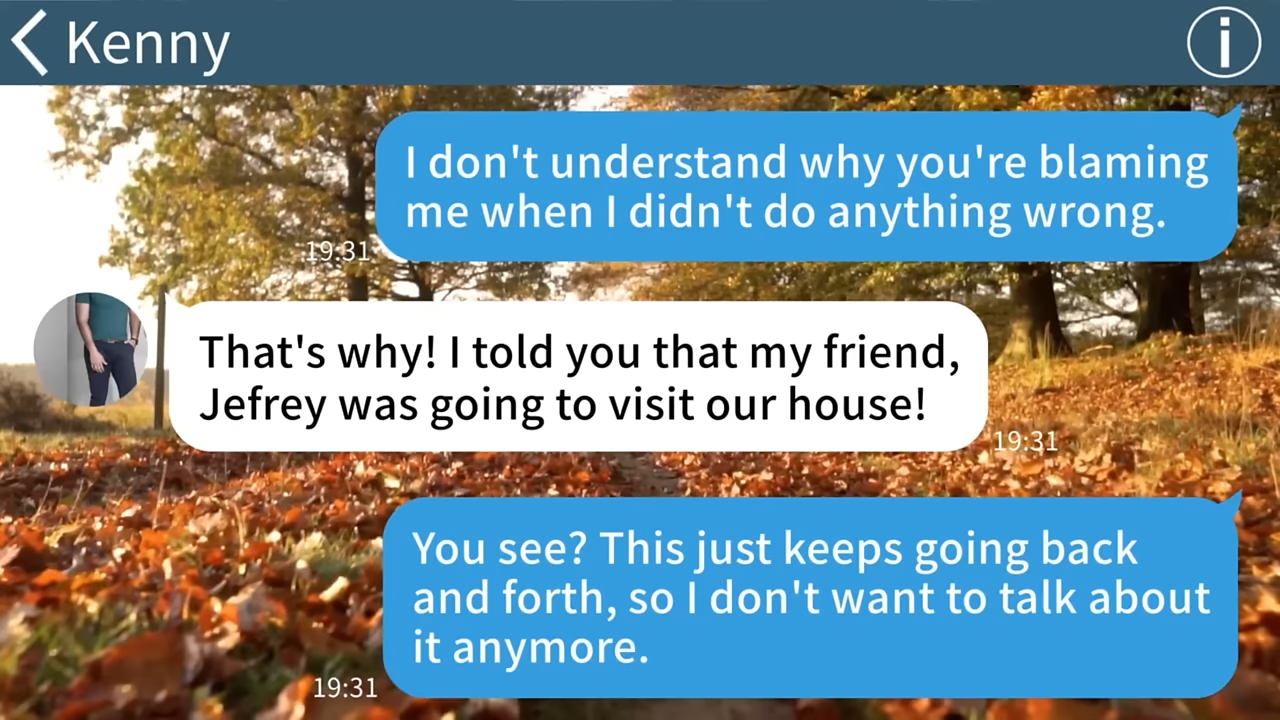 Kenny
I don't understand why you're blaming
me when I didn't do anything wrong.
19:31
That's why! I told you that my friend,
Jefrey was going to visit our house!
19:31
You see? This just keeps going back
and forth, so I don't want to talk about
it anymore.
19:31